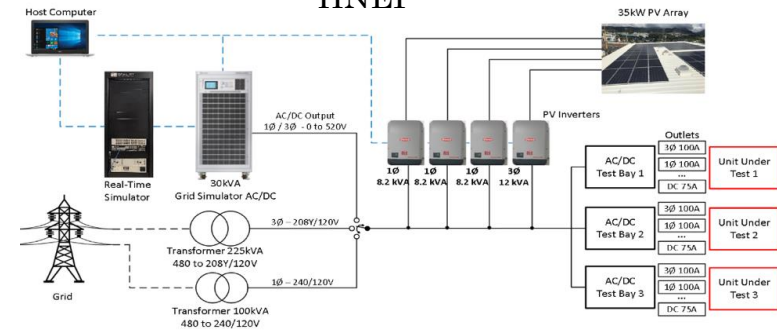 Host Computer
35kW PV Array
AC/DC Output
1Ø / 3Ø - 0 to 520V
PV Inverters
Real-Time
Simulator
30kVA
Grid Simulator AC/DC
1Ø
8.2 kVA
1Ø
8.2 kVA
1Ø
8.2 kVA
3Ø
12 kVA
Outlets
AC/DC
Test Bay 1
3Ø 100A
1Ø 100A
...
DC 75A
Unit Under
Test 1
3Ø – 208Y/120V
Transformer 225kVA
480 to 208Y/120V
AC/DC
Test Bay 2
3Ø 100A
1Ø 100A
...
DC 75A
Unit Under
Test 2
Grid
1Ø – 240/120V
Transformer 100kVA
480 to 240/120V
AC/DC
Test Bay 3
3Ø 100A
1Ø 100A
...
DC 75A
Unit Under
Test 3